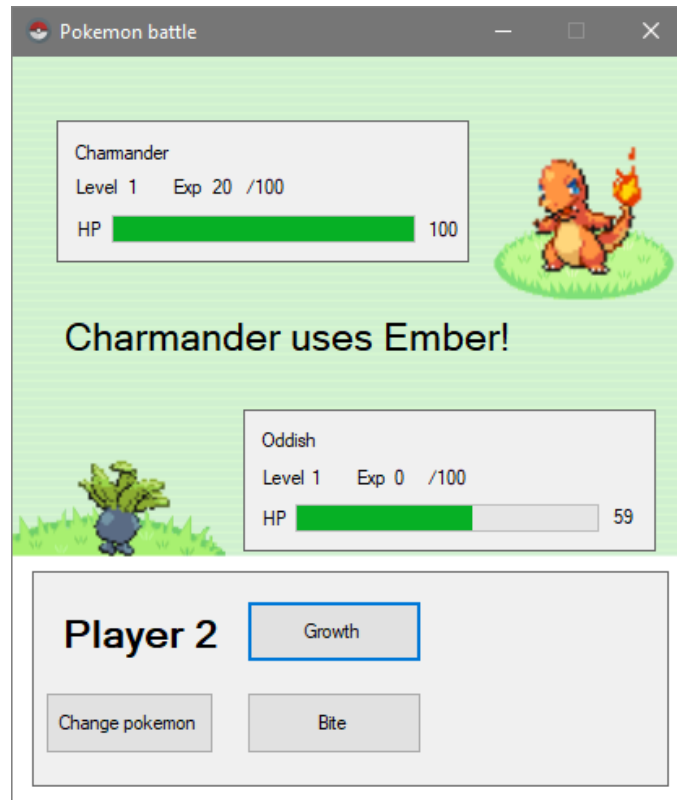 Pokemon battle
Charmander
Level 1 Exp 20 /100
HP 100
Charmander uses Ember!
Oddish
Level 1 Exp 0 /100
HP 59
Player 2
Growth
Change pokemon
Bite